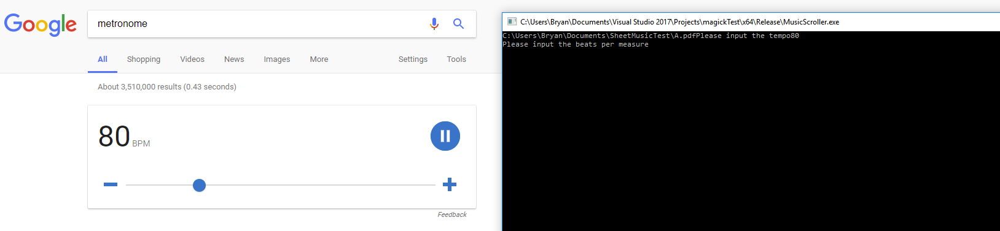 Google
metronome
All Shopping Videos News Images More Settings Tools
About 3,510,000 results (0.43 seconds)
80 BPM
Feedback
C:\Users\Bryan\Documents\Visual Studio 2017\Projects\magickTest\x64\Release\MusicScroller.exe
C:\Users\Bryan\Documents\SheetMusicTest\A.pdfPlease input the tempo80
Please input the beats per measure